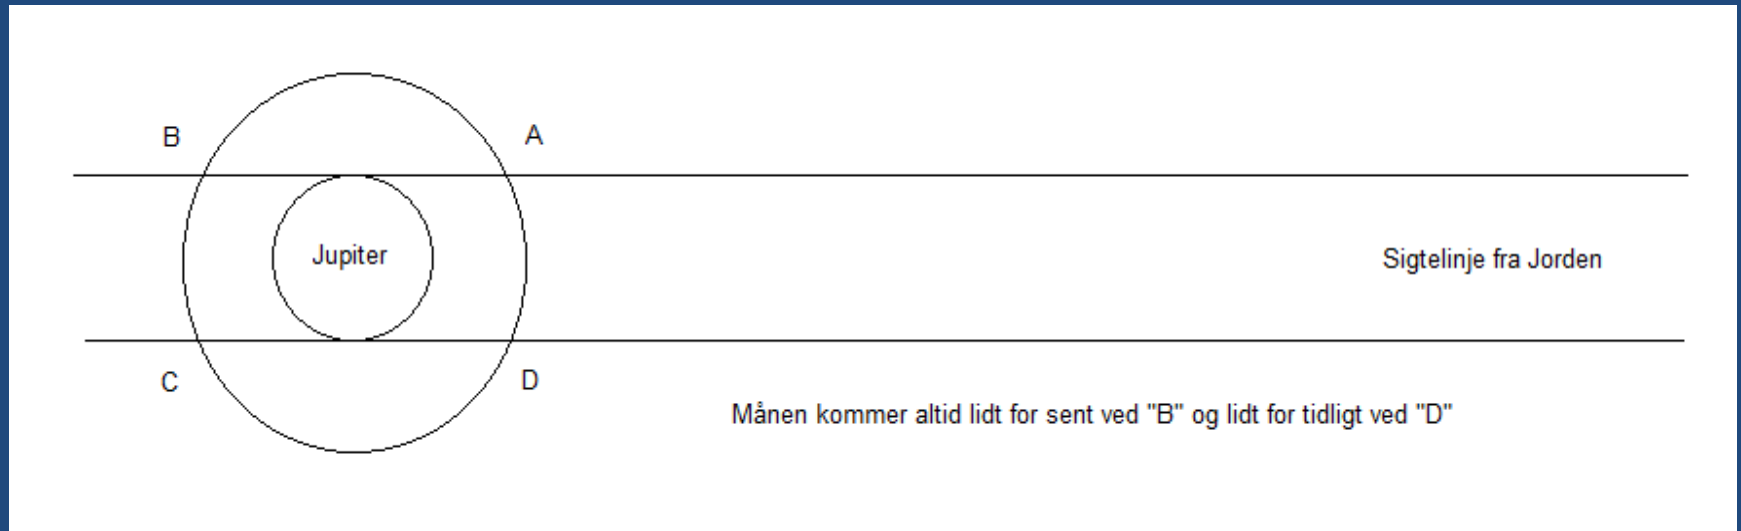 B
A
Jupiter
Sigtelinje fra Jorden
C
D
Månen kommer altid lidt for sent ved "B" og lidt for tidligt ved "D"